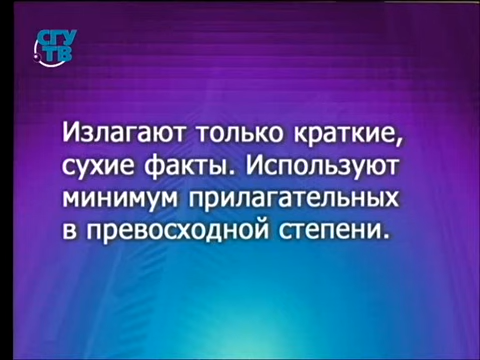 СГУ
ТВ
Излагают только краткие,
сухие факты. Используют
минимум прилагательных
в превосходной степени.